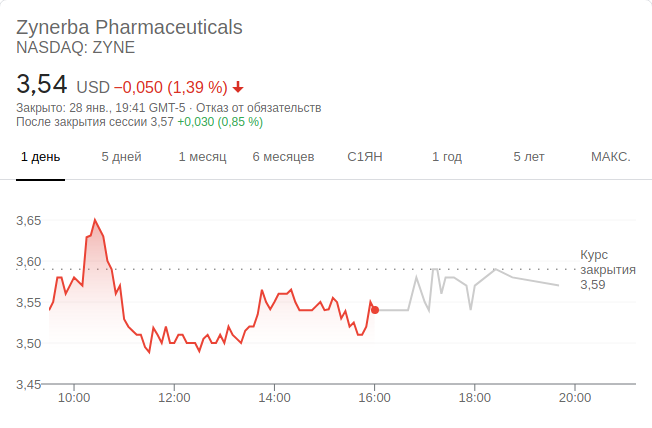 Zynerba Pharmaceuticals
NASDAQ: ZYNE
3,54 USD −0,050 (1,39 %)
Закрыто: 28 янв., 19:41 GMT-5 · Отказ от обязательств
После закрытия сессии 3,57 +0,030 (0,85 %)
1 день 5 дней 1 месяц 6 месяцев С1ЯН 1 год 5 лет МАКС.
3,65
3,60
3,55
3,50
3,45
Курс
закрытия
3,59
10:00 12:00 14:00 16:00 18:00 20:00